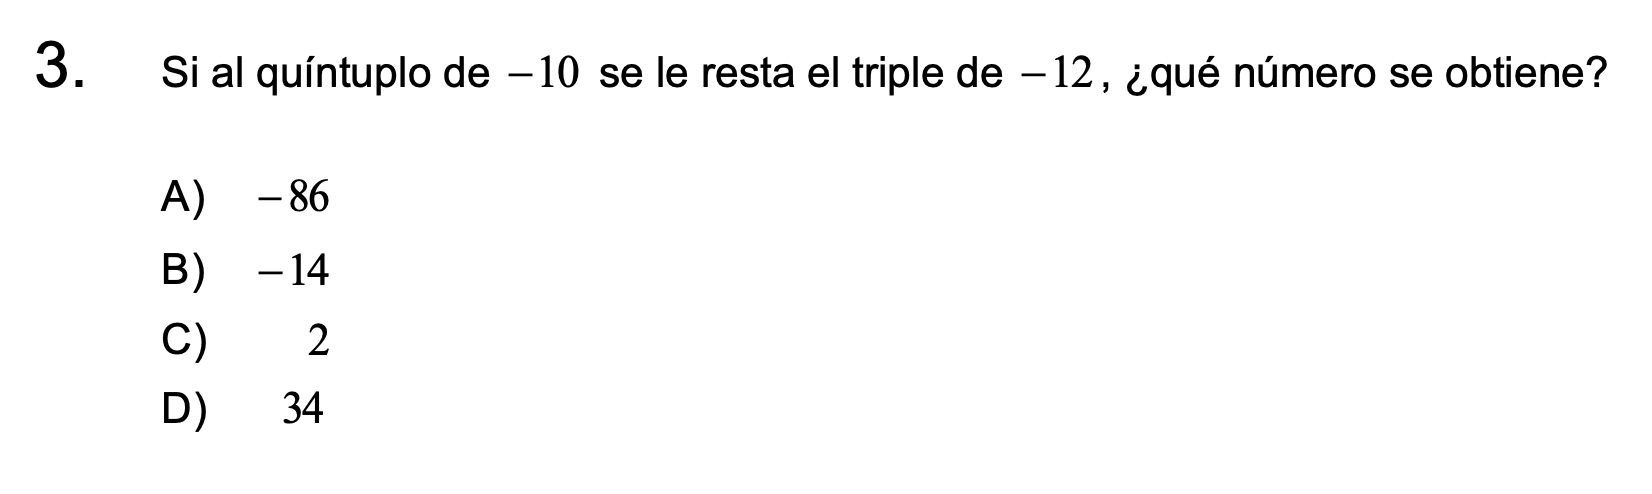 3. Si al quíntuplo de −10 se le resta el triple de −12, ¿qué número se obtiene?
A) −86
B) −14
C) 2
D) 34